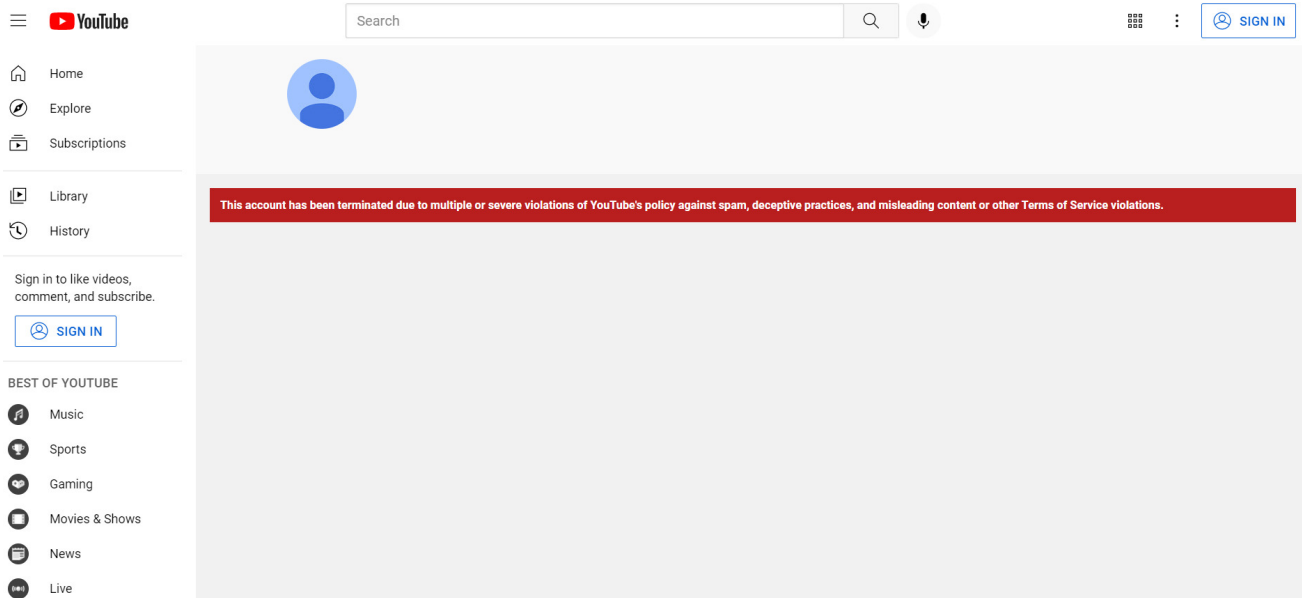 YouTube
Search
SIGN IN
Home
Explore
Subscriptions
Library
History
Sign in to like videos,
comment, and subscribe.
SIGN IN
BEST OF YOUTUBE
Music
Sports
Gaming
Movies & Shows
News
Live
This account has been terminated due to multiple or severe violations of YouTube's policy against spam, deceptive practices, and misleading content or other Terms of Service violations.